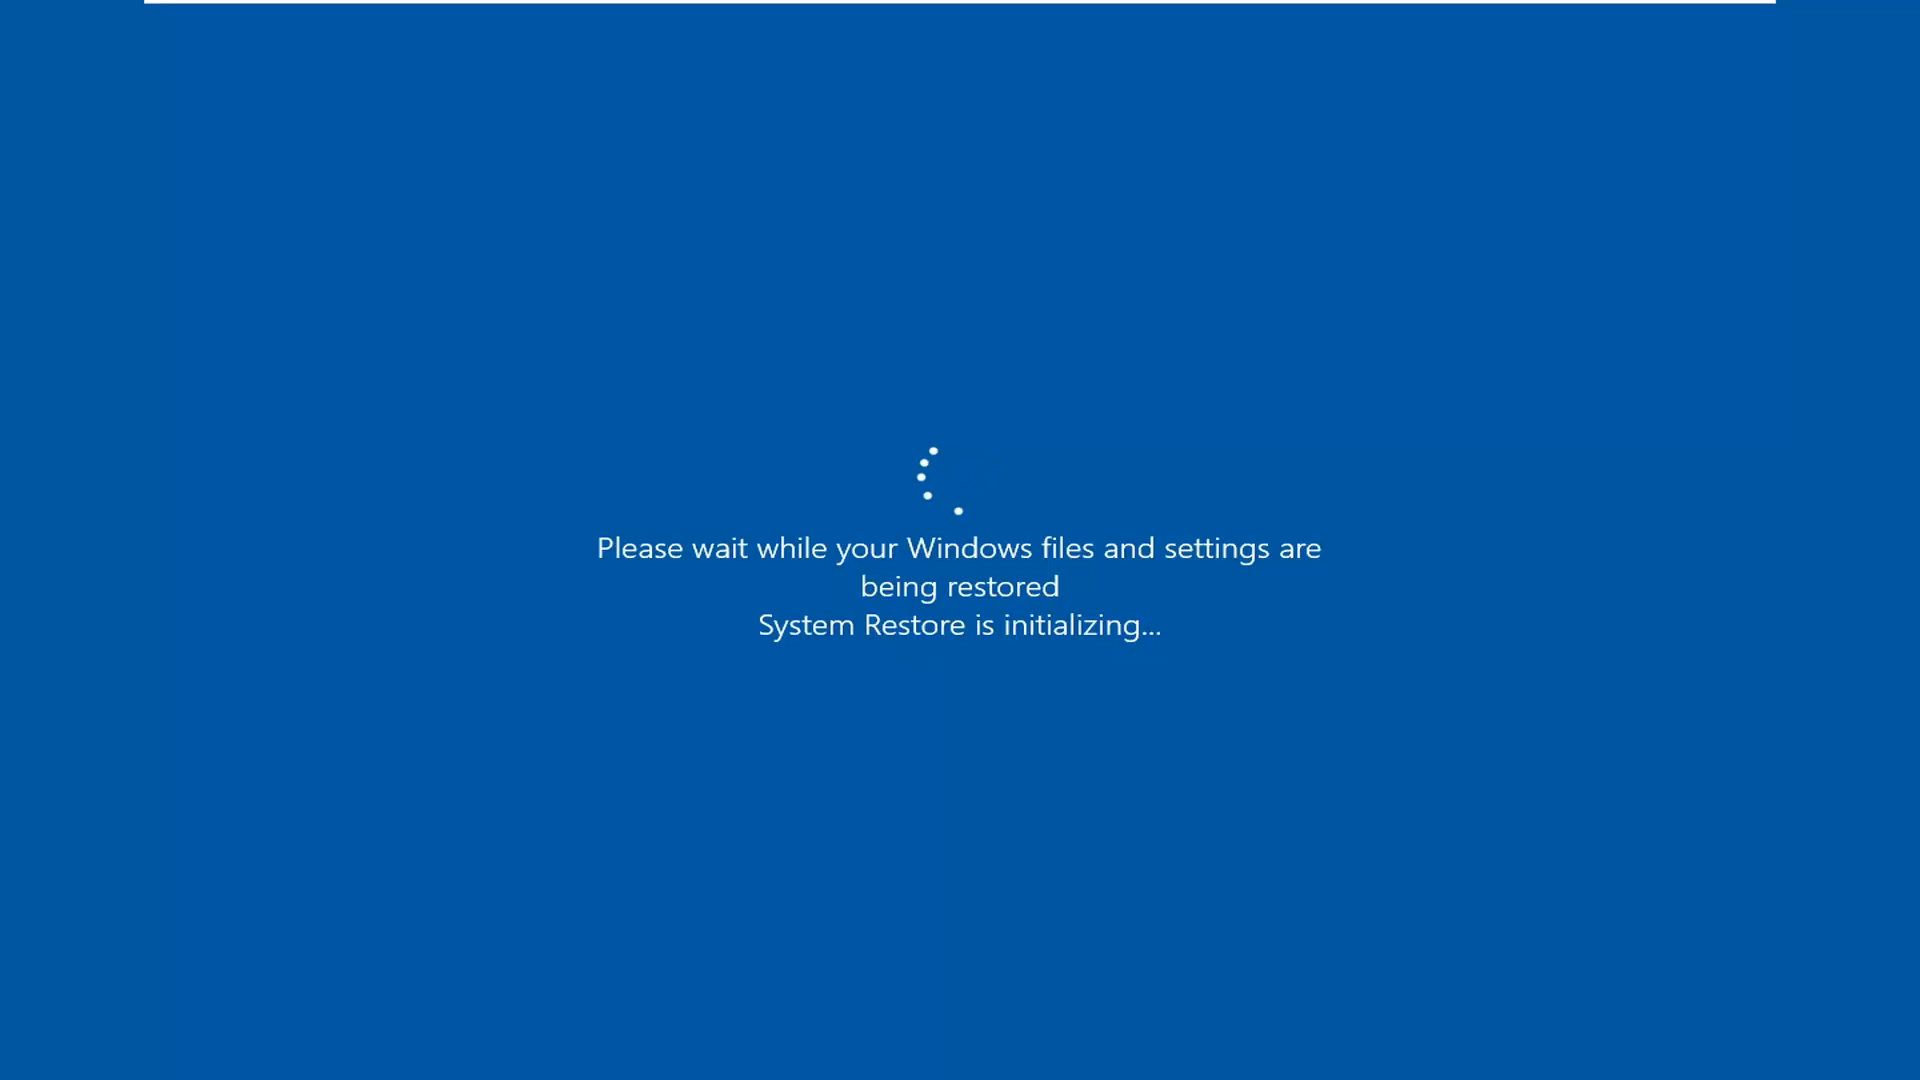 Please wait while your Windows files and settings are
being restored
System Restore is initializing...